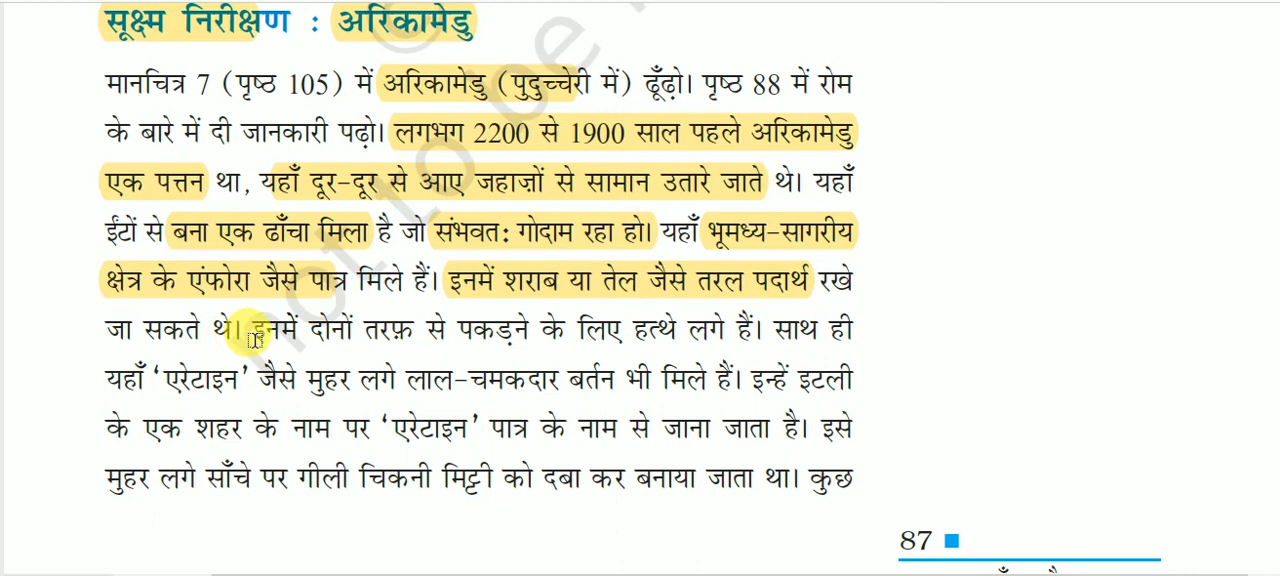 सूक्ष्म निरीक्षण : अरिकामेडु
मानचित्र 7 (पृष्ठ 105) में अरिकामेडु (पुदुच्चेरी में) ढूँढ़ो। पृष्ठ 88 में रोम
के बारे में दी जानकारी पढ़ो। लगभग 2200 से 1900 साल पहले अरिकामेडु
एक पत्तन था, यहाँ दूर-दूर से आए जहाज़ों से सामान उतारे जाते थे। यहाँ
ईंटों से बना एक ढाँचा मिला है जो संभवत: गोदाम रहा हो। यहाँ भूमध्य-सागरीय
क्षेत्र के एंफोरा जैसे पात्र मिले हैं। इनमें शराब या तेल जैसे तरल पदार्थ रखे
जा सकते थे। इनमें दोनों तरफ़ से पकड़ने के लिए हत्थे लगे हैं। साथ ही
यहाँ ‘एरेटाइन’ जैसे मुहर लगे लाल-चमकदार बर्तन भी मिले हैं। इन्हें इटली
के एक शहर के नाम पर ‘एरेटाइन’ पात्र के नाम से जाना जाता है। इसे
मुहर लगे साँचे पर गीली चिकनी मिट्टी को दबा कर बनाया जाता था। कुछ
87
not to be